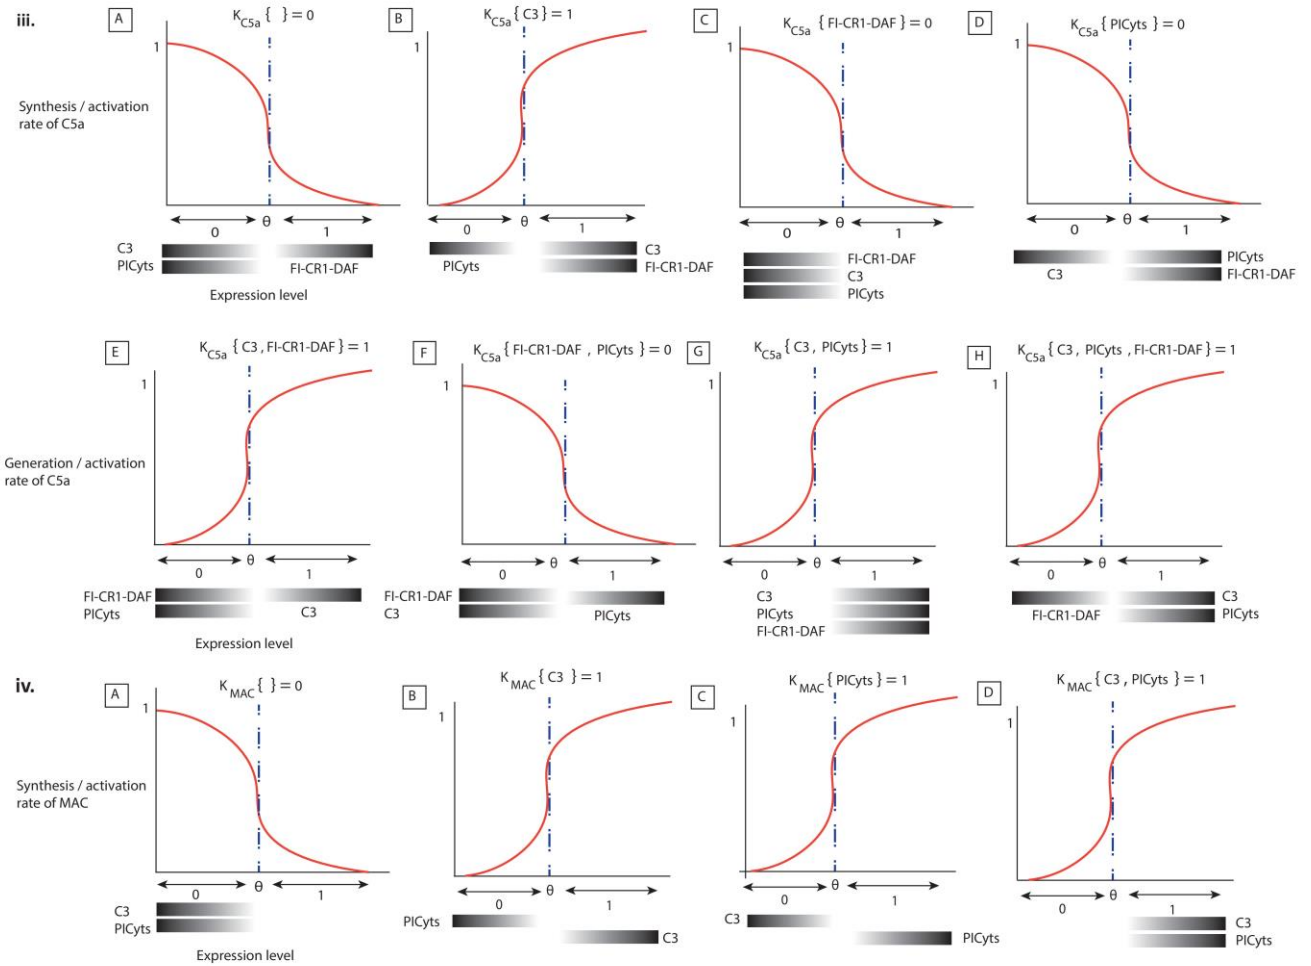 iii.
A
K C5a { } = 0
B
K C5a { C3 } = 1
C
K C5a { FI-CR1-DAF } = 0
D
K C5a { PICyts } = 0
1
1
1
1
Synthesis / activation
rate of C5a
θ
0
1
θ
0
1
θ
0
1
θ
0
1
C3
PICyts
FI-CR1-DAF
PICyts
C3
FI-CR1-DAF
FI-CR1-DAF
C3
PICyts
C3
PICyts
FI-CR1-DAF
Expression level
E
K C5a { C3 , FI-CR1-DAF } = 1
F
K C5a { FI-CR1-DAF , PICyts } = 0
G
K C5a { C3 , PICyts } = 1
H
K C5a { C3 , PICyts , FI-CR1-DAF } = 1
1
1
1
1
Generation / activation
rate of C5a
θ
0
1
θ
0
1
θ
0
1
θ
0
1
FI-CR1-DAF
PICyts
C3
FI-CR1-DAF
C3
PICyts
C3
PICyts
FI-CR1-DAF
FI-CR1-DAF
C3
PICyts
Expression level
iv.
A
K MAC { } = 0
B
K MAC { C3 } = 1
C
K MAC { PICyts } = 1
D
K MAC { C3 , PICyts } = 1
1
1
1
1
Synthesis / activation
rate of MAC
θ
0
1
θ
0
1
θ
0
1
θ
0
1
C3
PICyts
PICyts
C3
C3
PICyts
C3
PICyts
Expression level